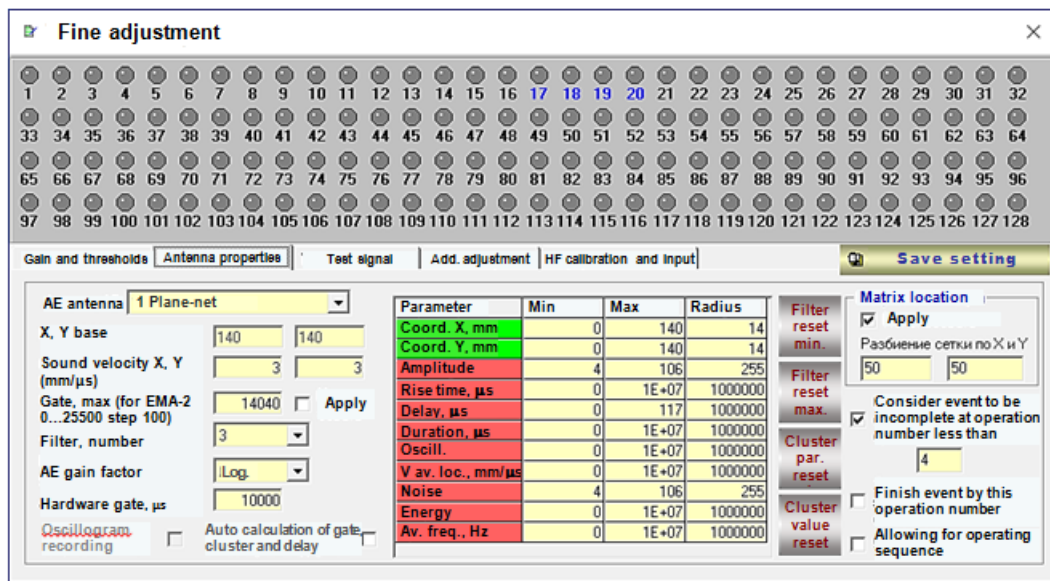 Fine adjustment
1 2 3 4 5 6 7 8 9 10 11 12 13 14 15 16 17 18 19 20 21 22 23 24 25 26 27 28 29 30 31 32
33 34 35 36 37 38 39 40 41 42 43 44 45 46 47 48 49 50 51 52 53 54 55 56 57 58 59 60 61 62 63 64
65 66 67 68 69 70 71 72 73 74 75 76 77 78 79 80 81 82 83 84 85 86 87 88 89 90 91 92 93 94 95 96
97 98 99 100 101 102 103 104 105 106 107 108 109 110 111 112 113 114 115 116 117 118 119 120 121 122 123 124 125 126 127 128
Gain and thresholds Antenna properties Test signal Add. adjustment HF calibration and input Save setting
AE antenna 1 Plane-net
X, Y base 140 140
Sound velocity X, Y
(mm/µs) 3 3
Gate, max (for EMA-2
0...25500 step 100) 14040 Apply
Filter, number 3
AE gain factor Log.
Hardware gate, µs 10000
Oscillogram
recording
Auto calculation of gate,
cluster and delay
Parameter Min Max Radius
Coord. X, mm 0 140 14
Coord. Y, mm 0 140 14
Amplitude 4 106 255
Rise time, µs 0 1E+07 1000000
Delay, µs 0 117 1000000
Duration, µs 0 1E+07 1000000
Oscill. 0 1E+07 1000000
V av. loc., mm/µs 0 1E+07 1000000
Noise 4 106 255
Energy 0 1E+07 1000000
Av. freq., Hz 0 1E+07 1000000
Filter
reset
min.
Filter
reset
max.
Cluster
par.
reset
Cluster
value
reset
Matrix location
Apply
Разбиение сетки по X и Y
50 50
Consider event to be
incomplete at operation
number less than
4
Finish event by this
operation number
Allowing for operating
sequence